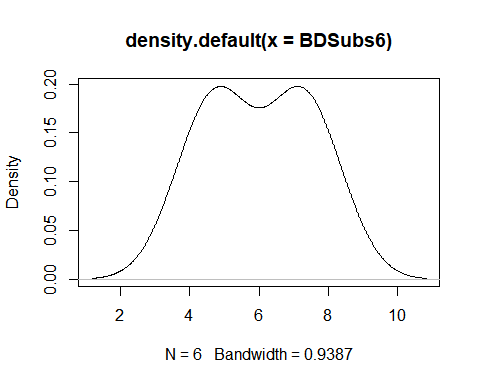 density.default(x = BDSubs6)
Density
0.20
0.15
0.10
0.05
0.00
2 4 6 8 10
N = 6 Bandwidth = 0.9387